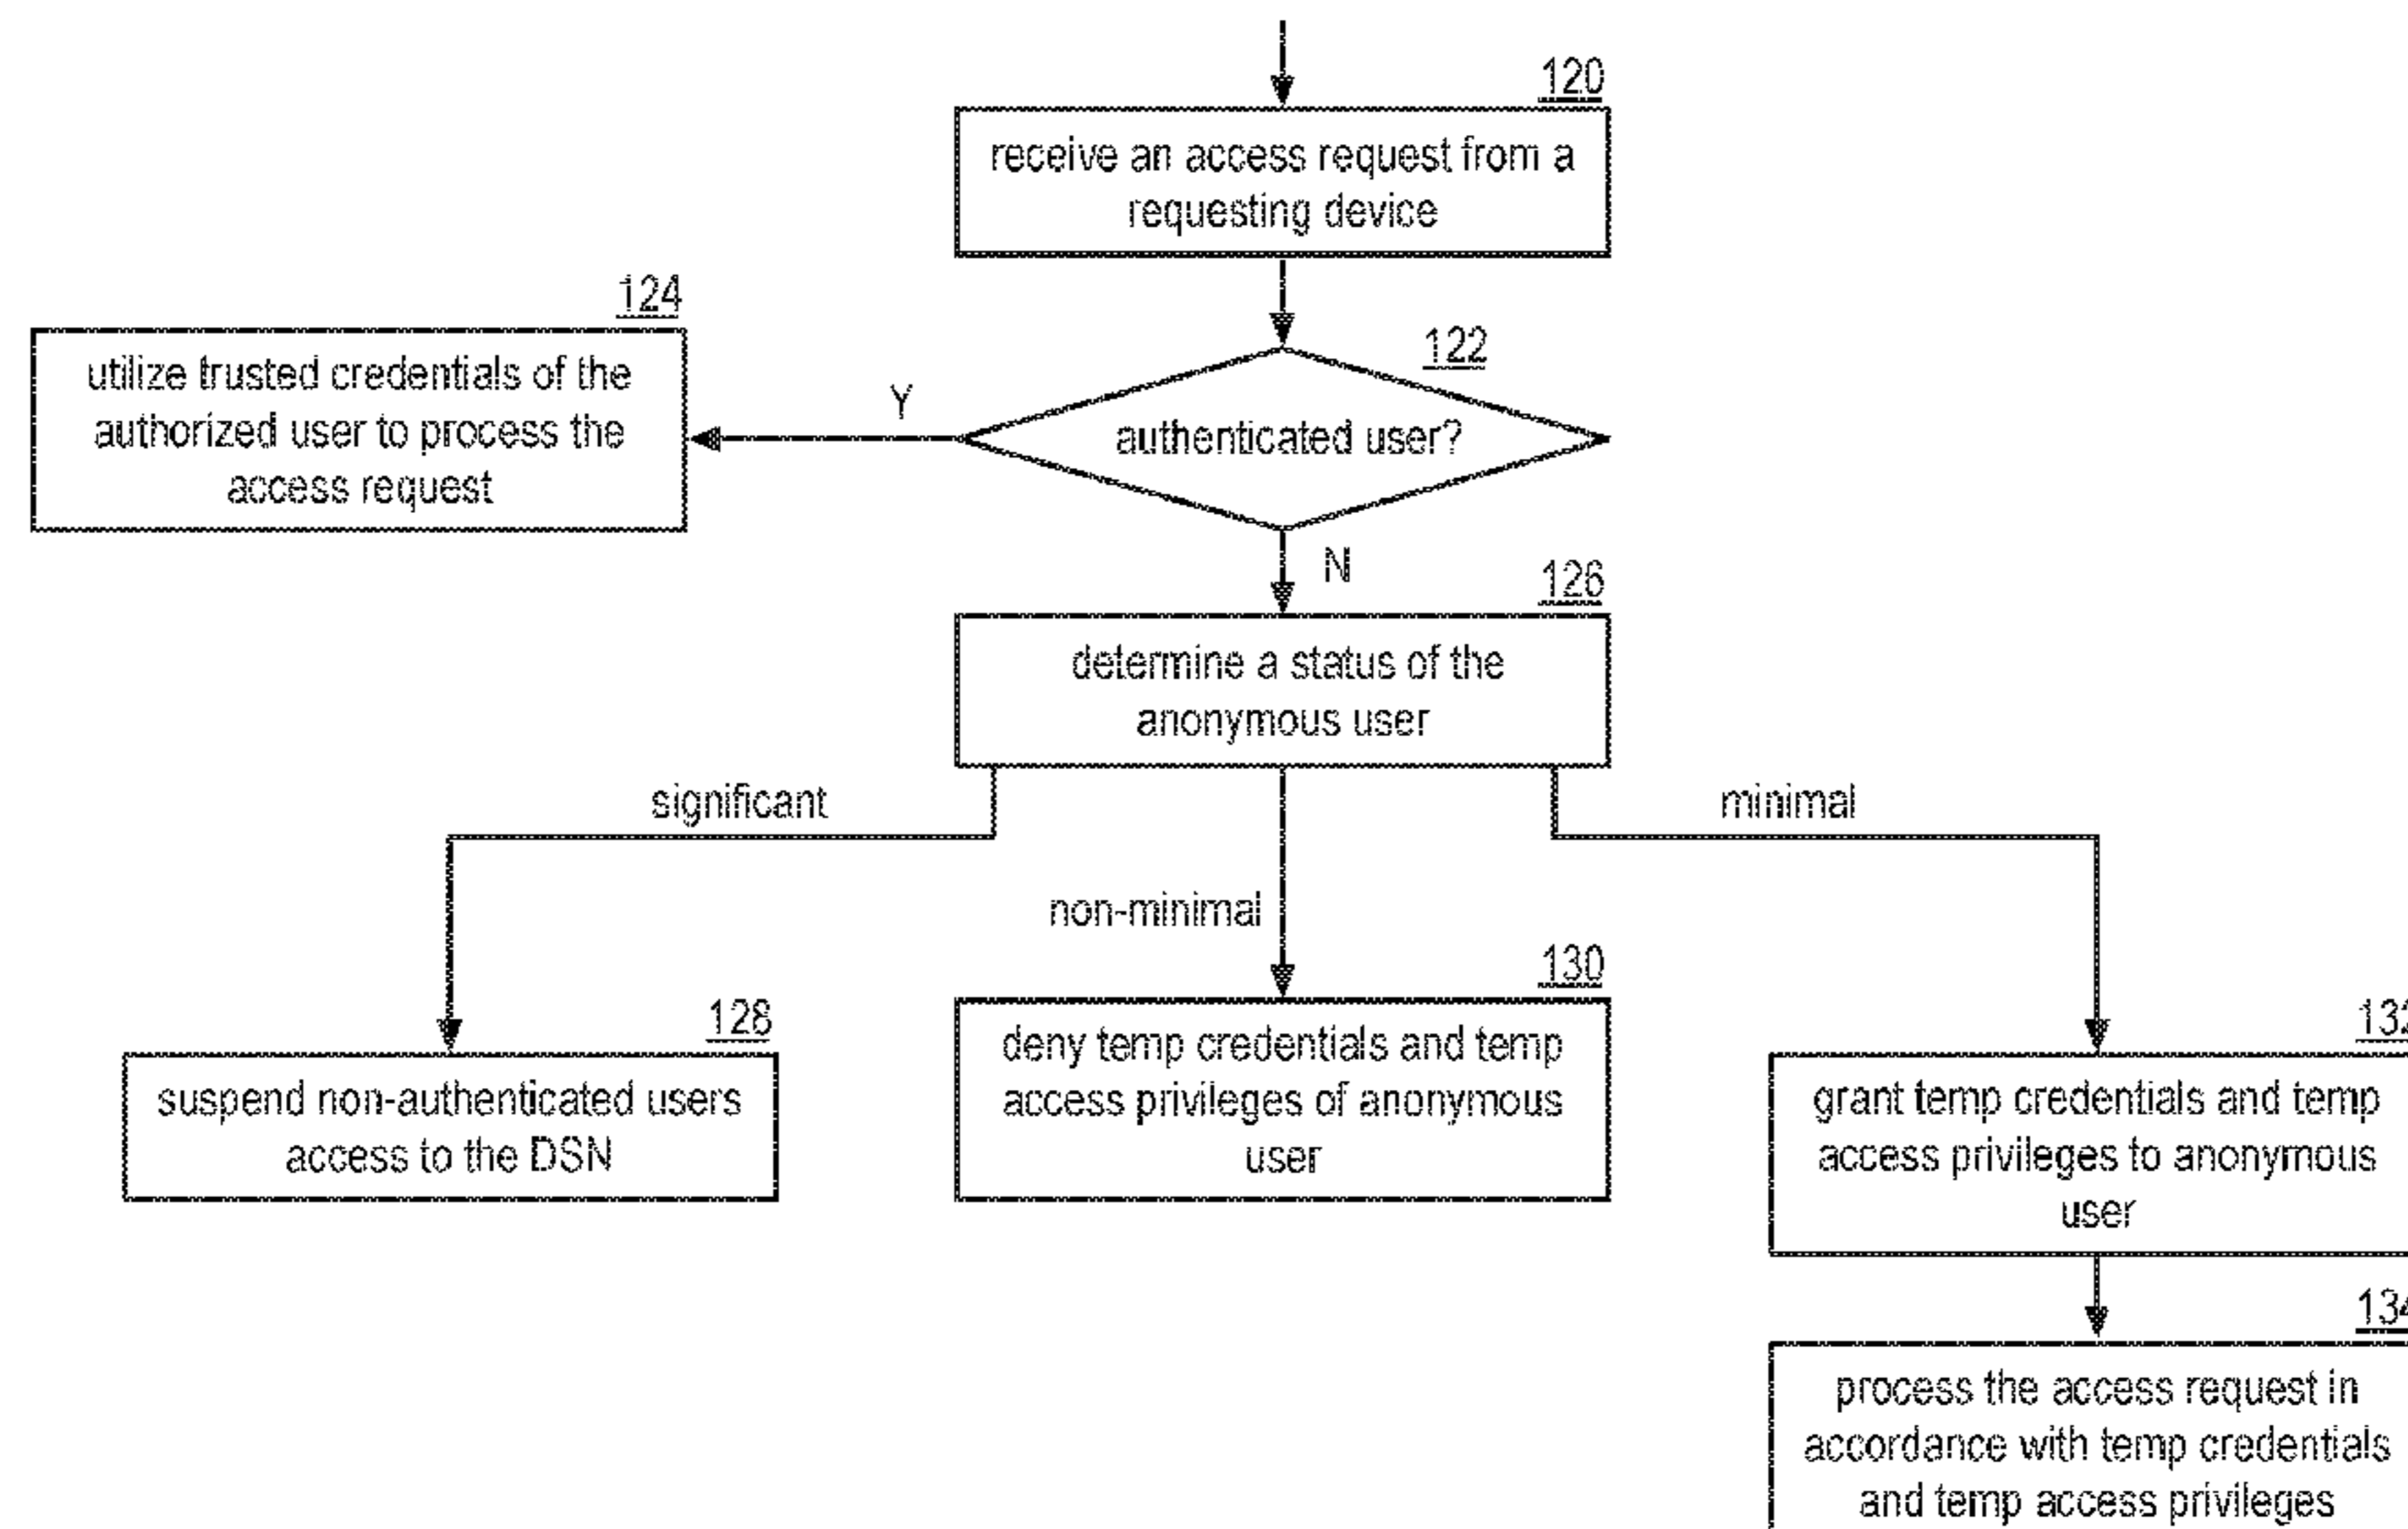 120
receive an access request from a
requesting device
124
utilize trusted credentials of the
authorized user to process the
access request
Y
122
authenticated user?
N
126
determine a status of the
anonymous user
significant
minimal
non-minimal
128
suspend non-authenticated users
access to the DSN
130
deny temp credentials and temp
access privileges of anonymous
user
132
grant temp credentials and temp
access privileges to anonymous
user
134
process the access request in
accordance with temp credentials
and temp access privileges